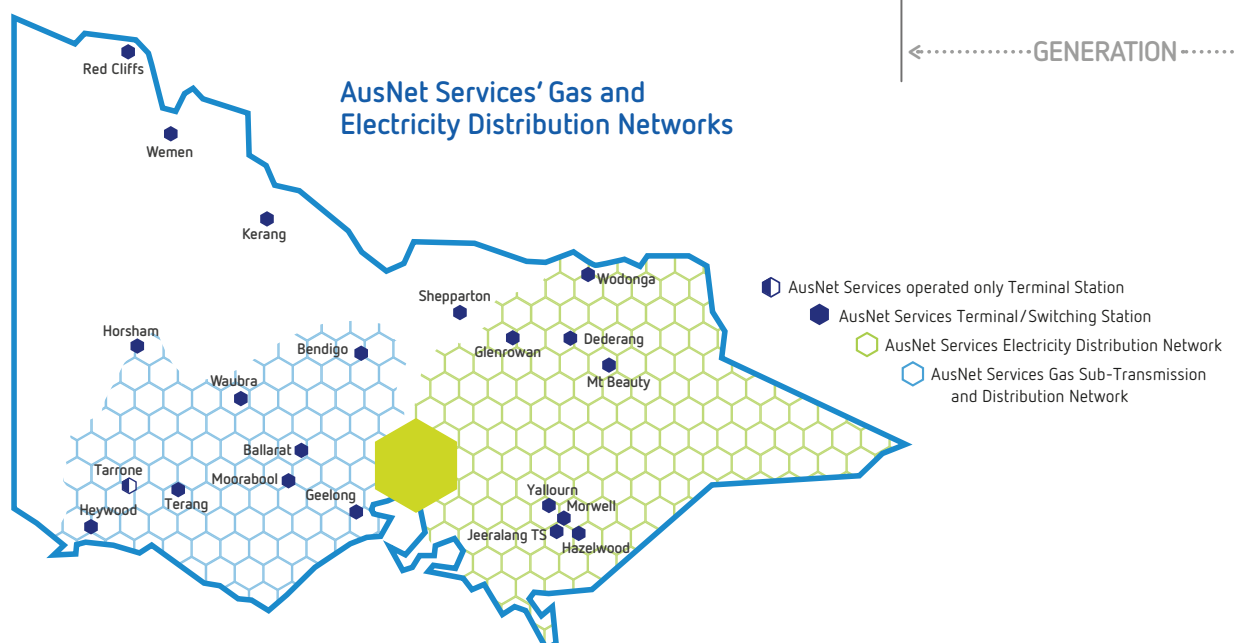 GENERATION
AusNet Services' Gas and
Electricity Distribution Networks
Red Cliffs
Wemen
Kerang
Wodonga
Shepparton
Horsham
Glenrowan
Dederang
Bendigo
Mt Beauty
Waubra
Ballarat
Tarrone
Moorabool
Geelong
Terang
Heywood
Yallourn
Morwell
Jeeralang TS
Hazelwood
AusNet Services operated only Terminal Station
AusNet Services Terminal/Switching Station
AusNet Services Electricity Distribution Network
AusNet Services Gas Sub-Transmission
and Distribution Network